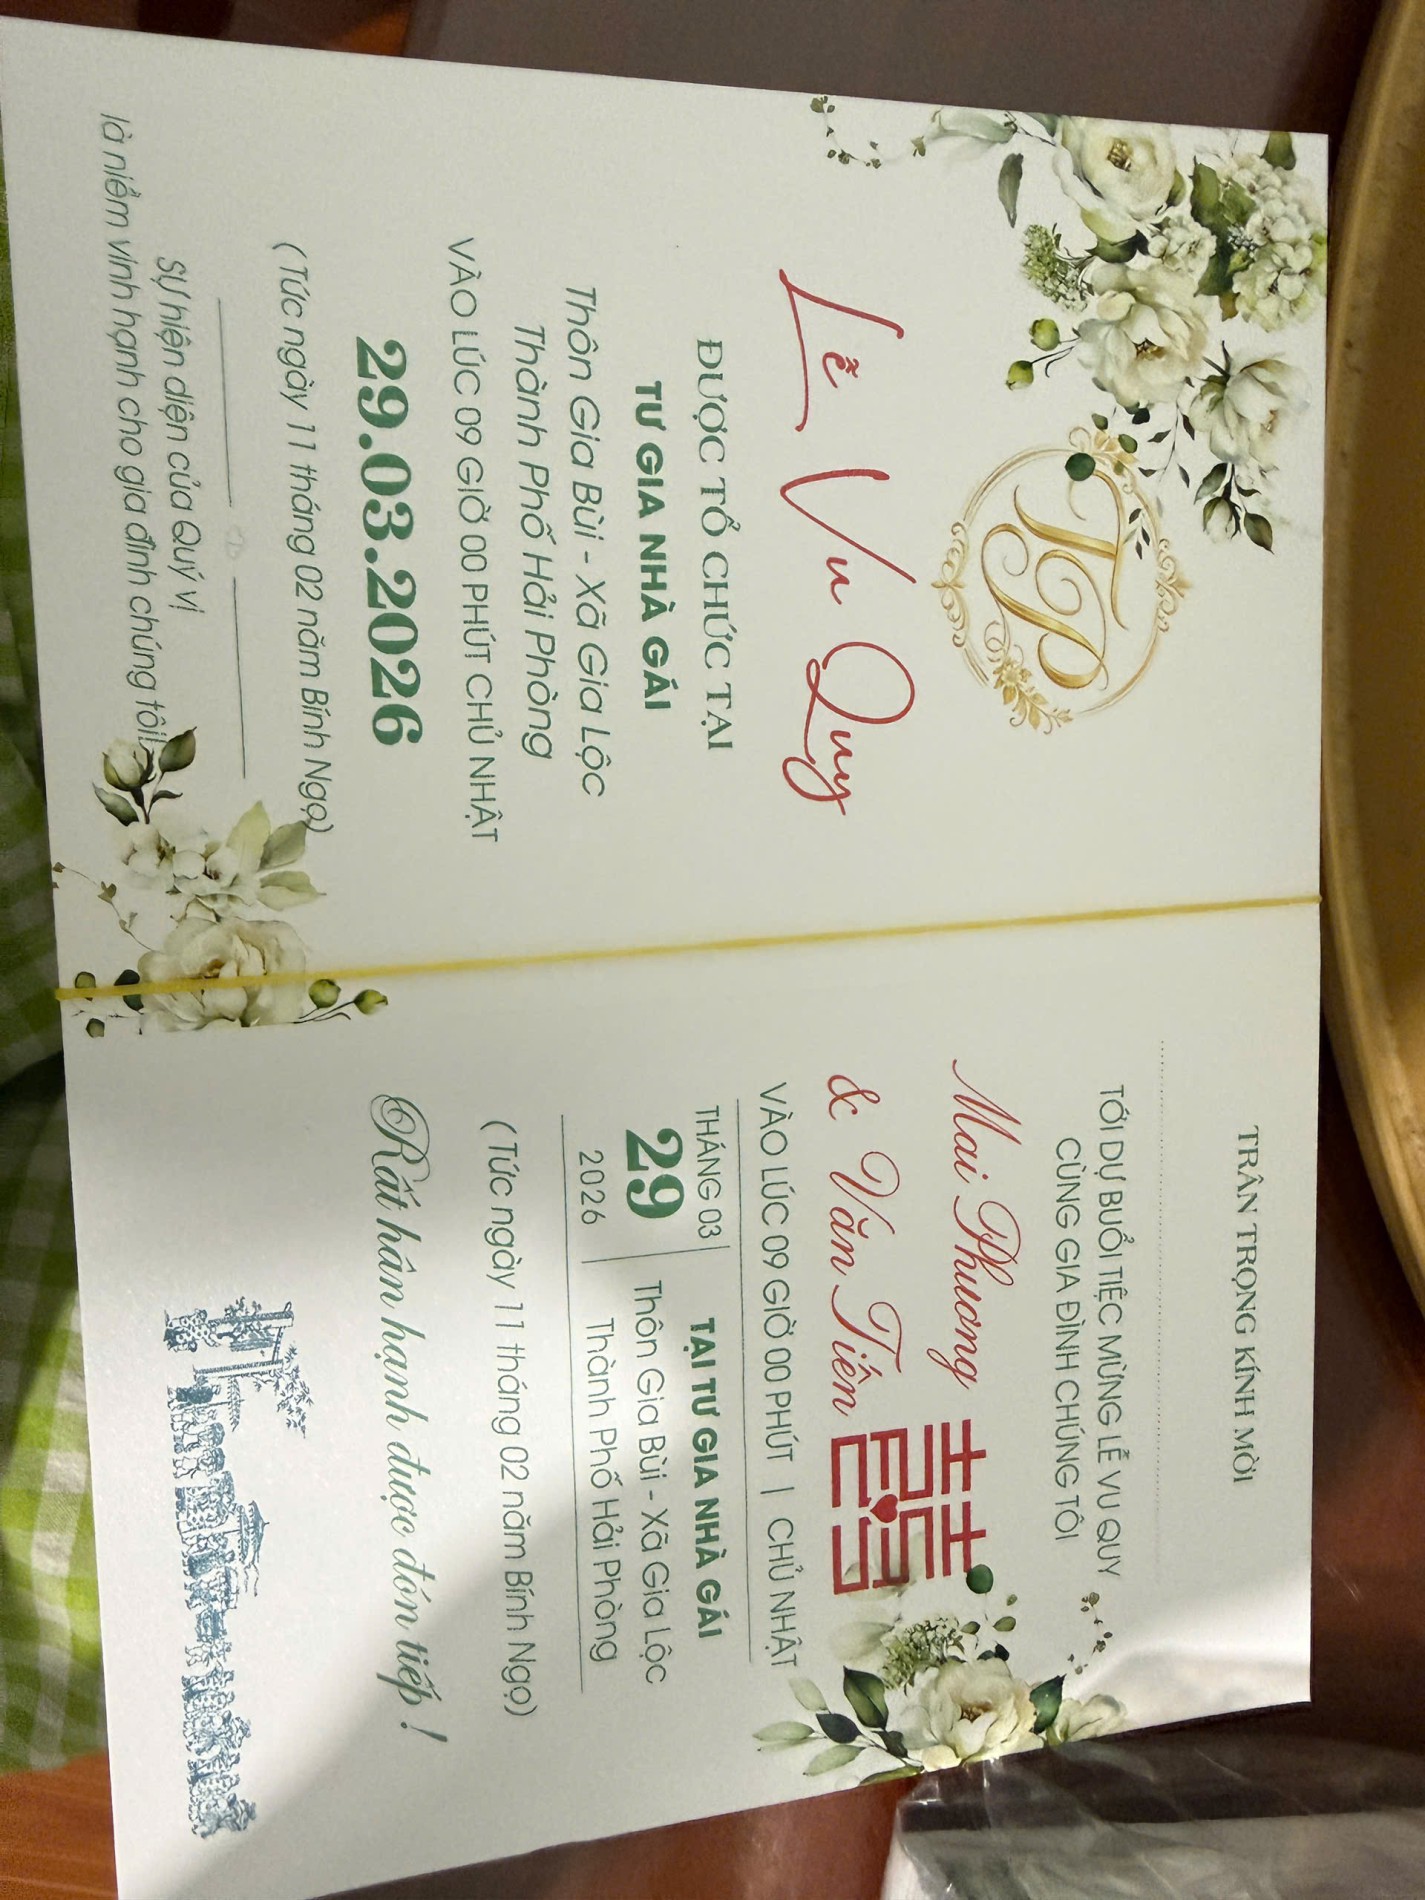 TP
Lễ Vu Quy
ĐƯỢC TỔ CHỨC TẠI
TƯ GIA NHÀ GÁI
Thôn Gia Bùi - Xã Gia Lộc
Thành Phố Hải Phòng
VÀO LÚC 09 GIỜ 00 PHÚT CHỦ NHẬT
29.03.2026
(Tức ngày 11 tháng 02 năm Bính Ngọ)
Sự hiện diện của Quý vị
là niềm vinh hạnh cho gia đình chúng tôi!
TRÂN TRỌNG KÍNH MỜI
TỚI DỰ BUỔI TIỆC MỪNG LỄ VU QUY
CÙNG GIA ĐÌNH CHÚNG TÔI
Mai Phương
& Văn Tiến
囍
VÀO LÚC 09 GIỜ 00 PHÚT | CHỦ NHẬT
THÁNG 03
29
2026
TẠI TƯ GIA NHÀ GÁI
Thôn Gia Bùi - Xã Gia Lộc
Thành Phố Hải Phòng
(Tức ngày 11 tháng 02 năm Bính Ngọ)
Rất hân hạnh được đón tiếp !